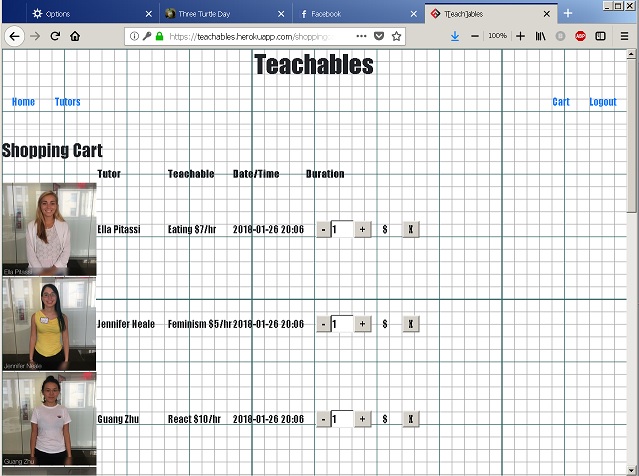 Options
Three Turtle Day
Facebook
T[each]ables
https://teachables.herokuapp.com/shopping
100%
ABP
Teachables
Home Tutors Cart Logout
Shopping Cart
Tutor Teachable Date/Time Duration
Ella Pitassi Eating $7/hr 2018-01-26 20:06 - 1 + $ X
Ella Pitassi
Jennifer Neale Feminism $5/hr 2018-01-26 20:06 - 1 + $ X
Jennifer Neale
Guang Zhu React $10/hr 2018-01-26 20:06 - 1 + $ X
Guang Zhu